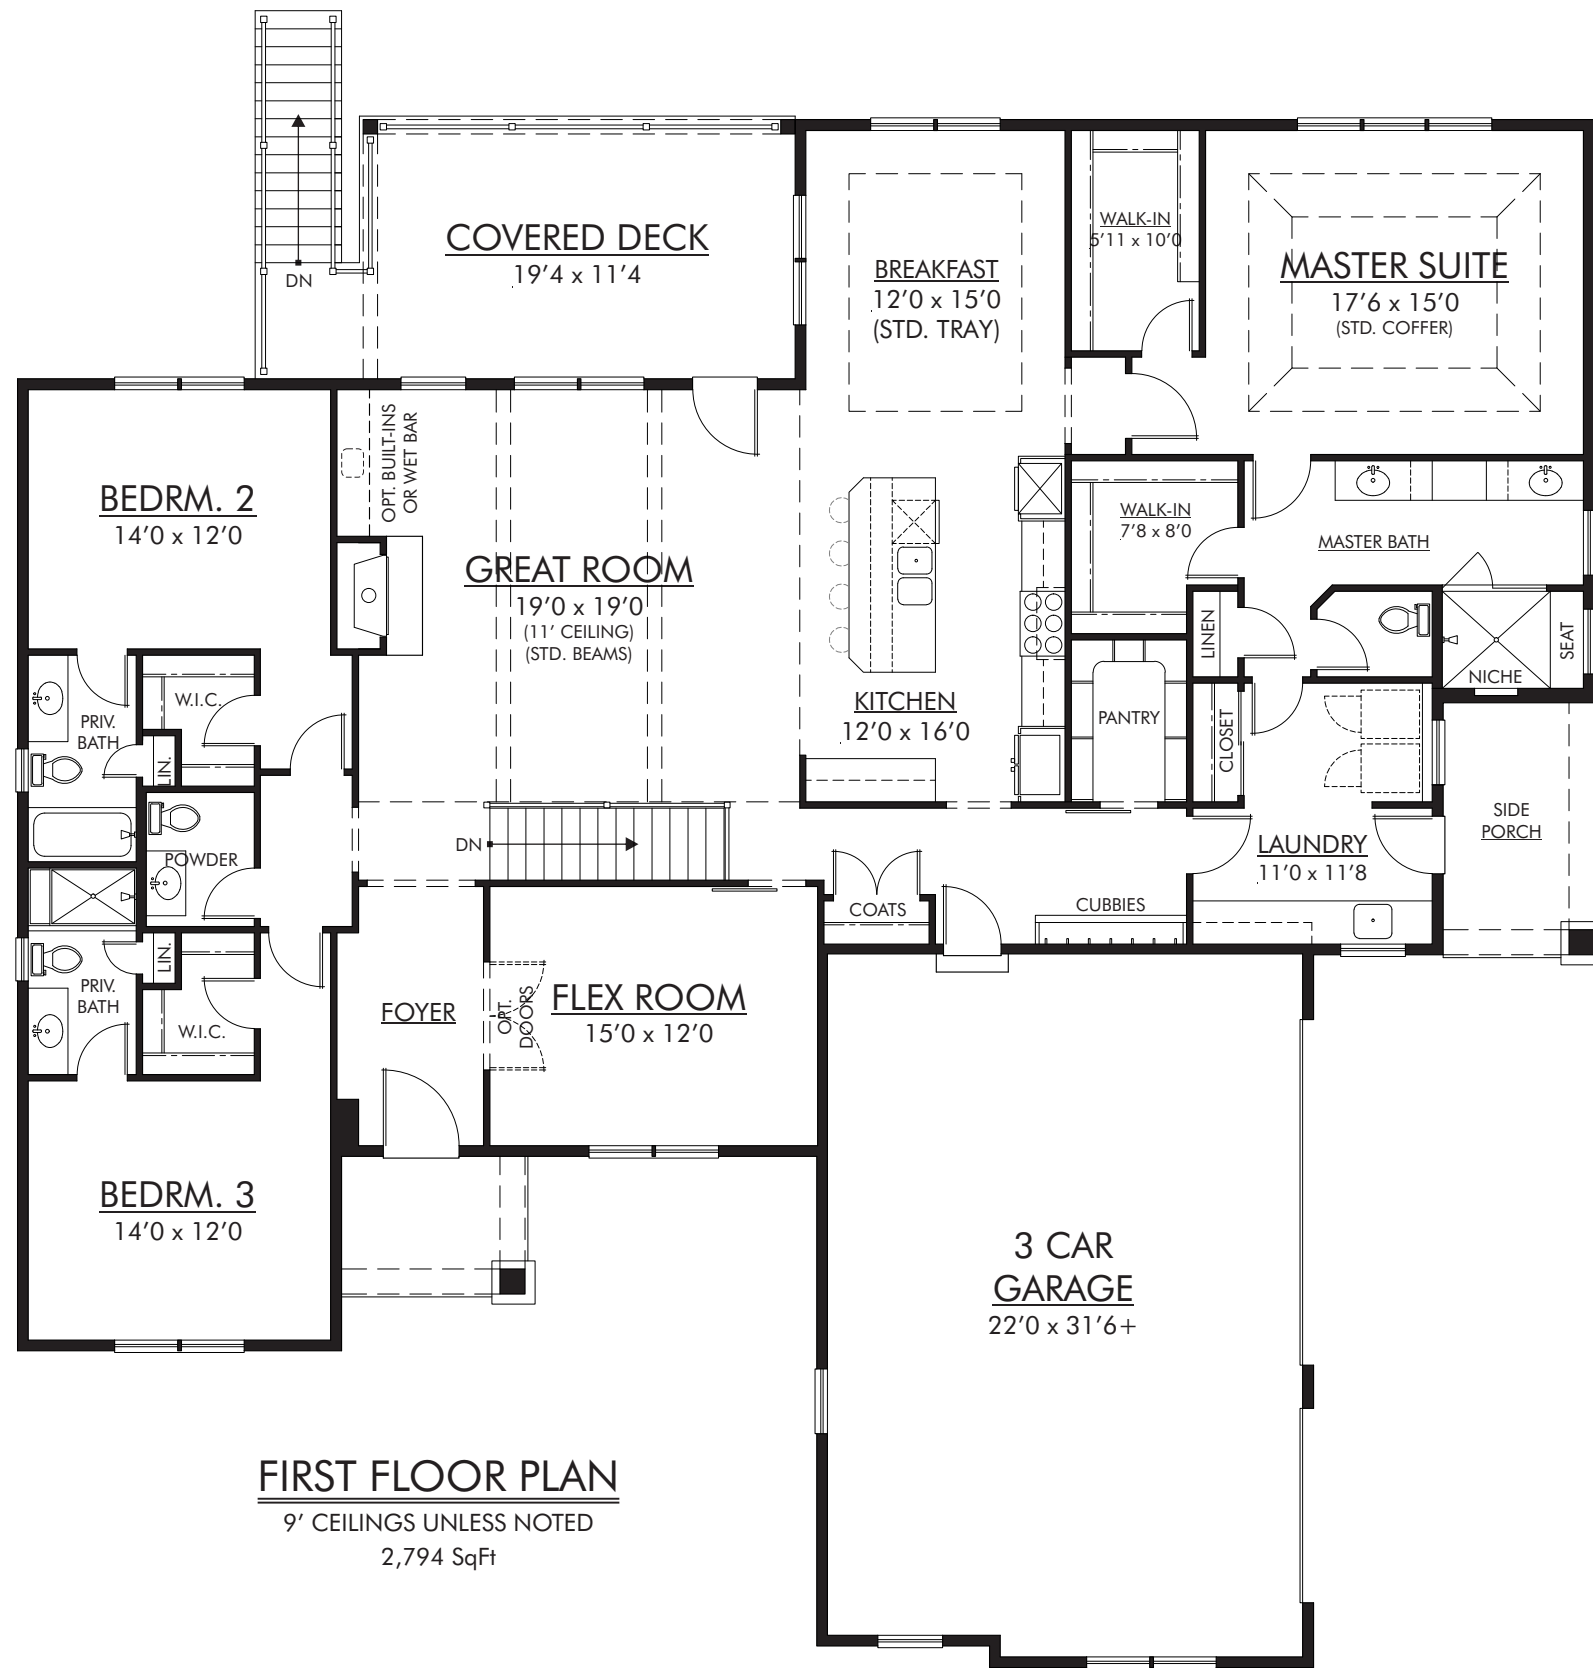 COVERED DECK
19'4 x 11'4
DN
BREAKFAST
12'0 x 15'0
(STD. TRAY)
WALK-IN
5'11 x 10'0
MASTER SUITE
17'6 x 15'0
(STD. COFFER)
BEDRM. 2
14'0 x 12'0
OPT. BUILT-INS
OR WET BAR
GREAT ROOM
19'0 x 19'0
(11' CEILING)
(STD. BEAMS)
WALK-IN
7'8 x 8'0
MASTER BATH
LINEN
SEAT
NICHE
KITCHEN
12'0 x 16'0
PANTRY
CLOSET
W.I.C.
PRIV.
BATH
LIN.
POWDER
DN
LAUNDRY
11'0 x 11'8
SIDE
PORCH
COATS
CUBBIES
LIN.
PRIV.
BATH
W.I.C.
FOYER
OPT.
DOORS
FLEX ROOM
15'0 x 12'0
BEDRM. 3
14'0 x 12'0
3 CAR
GARAGE
22'0 x 31'6+
FIRST FLOOR PLAN
9' CEILINGS UNLESS NOTED
2,794 SqFt